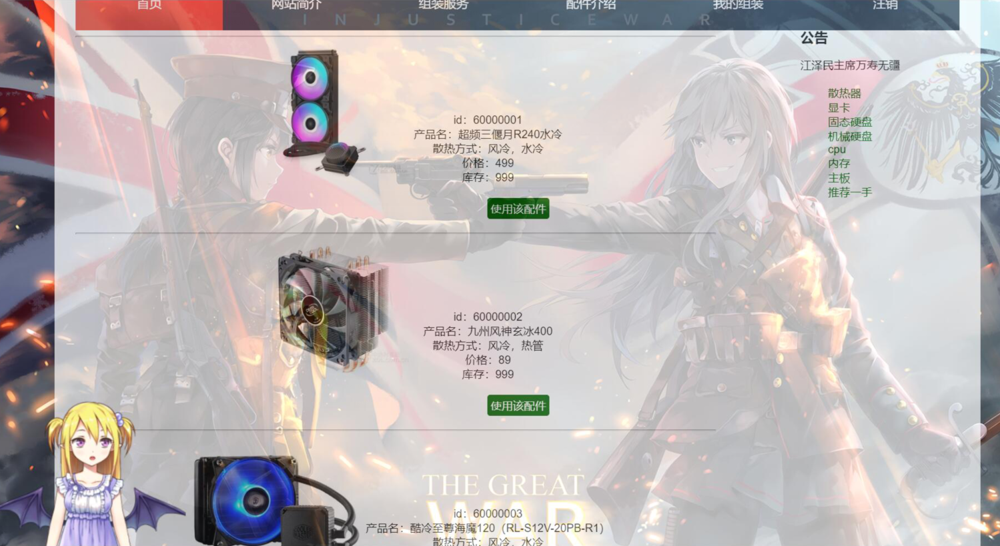 首页 网站简介 组装服务 配件介绍 我的组装 注销
INJUSTICEWAR
公告
江泽民主席万寿无疆
散热器
显卡
固态硬盘
机械硬盘
cpu
内存
主板
推荐一手
id：60000001
产品名：超频三偃月R240水冷
散热方式：风冷，水冷
价格：499
库存：999
使用该配件
id：60000002
产品名：九州风神玄冰400
散热方式：风冷，热管
价格：89
库存：999
使用该配件
THE GREAT
WAR
id：60000003
产品名：酷冷至尊海魔120（RL-S12V-20PB-R1）
散热方式：风冷，水冷